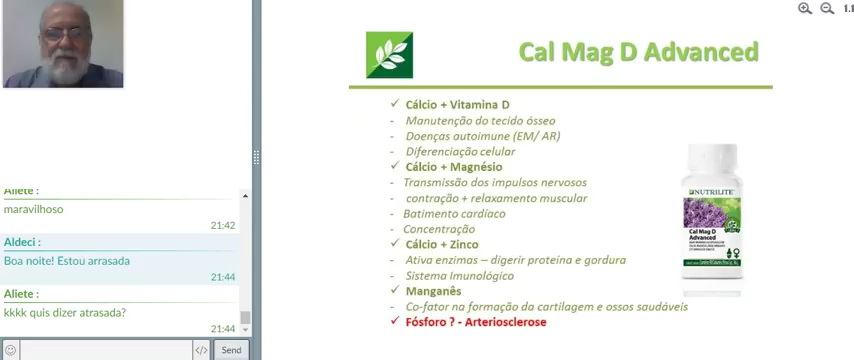 1.1
Cal Mag D Advanced
✓ Cálcio + Vitamina D
- Manutenção do tecido ósseo
- Doenças autoimune (EM/ AR)
- Diferenciação celular
✓ Cálcio + Magnésio
- Transmissão dos impulsos nervosos
- contração + relaxamento muscular
- Batimento cardíaco
- Concentração
✓ Cálcio + Zinco
- Ativa enzimas – digerir proteína e gordura
- Sistema Imunológico
✓ Manganês
- Co-fator na formação da cartilagem e ossos saudáveis
✓ Fósforo ? - Arteriosclerose
NUTRILITE
Cal Mag D
Advanced
Aliete :
maravilhoso
21:42
Aldeci :
Boa noite! Estou arrasada
21:44
Aliete :
kkkk quis dizer atrasada?
21:44
Send